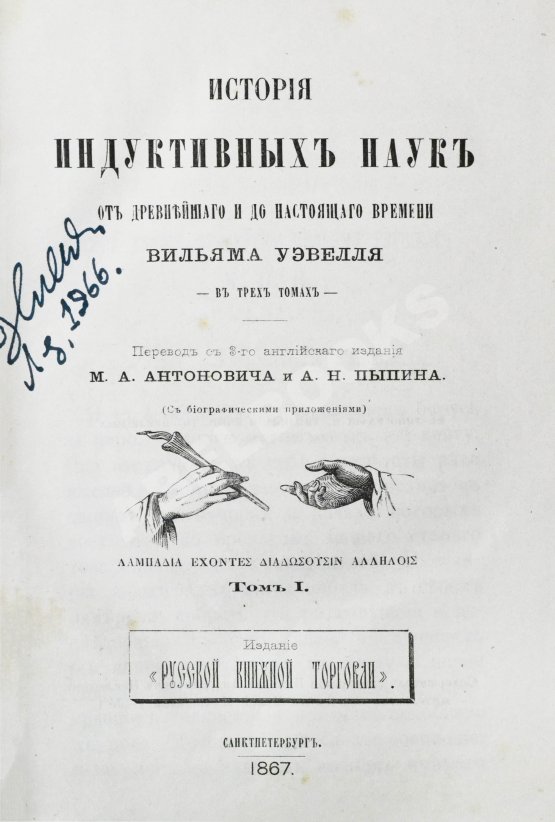 ИСТОРІЯ
ИНДУКТИВНЫХЪ НАУКЪ
ОТЪ ДРЕВНѢЙШАГО И ДО НАСТОЯЩАГО ВРЕМЕНИ
ВИЛЬЯМА УЭВЕЛЛЯ
— ВЪ ТРЕХЪ ТОМАХЪ —
Переводъ съ 3-го англійскаго изданія
М. А. АНТОНОВИЧА и А. Н. ПЫПИНА.
(Съ біографическими приложеніями)
ΛΑΜΠΑΔΙΑ ΕΧΟΝΤΕΣ ΔΙΑΔΩΣΟΥΣΙΝ ΑΛΛΗΛΟΙΣ
Томъ I.
Изданіе
«РУССКОЙ КНИЖНОЙ ТОРГОВЛИ».
САНКТПЕТЕРБУРГЪ.
1867.
1966.